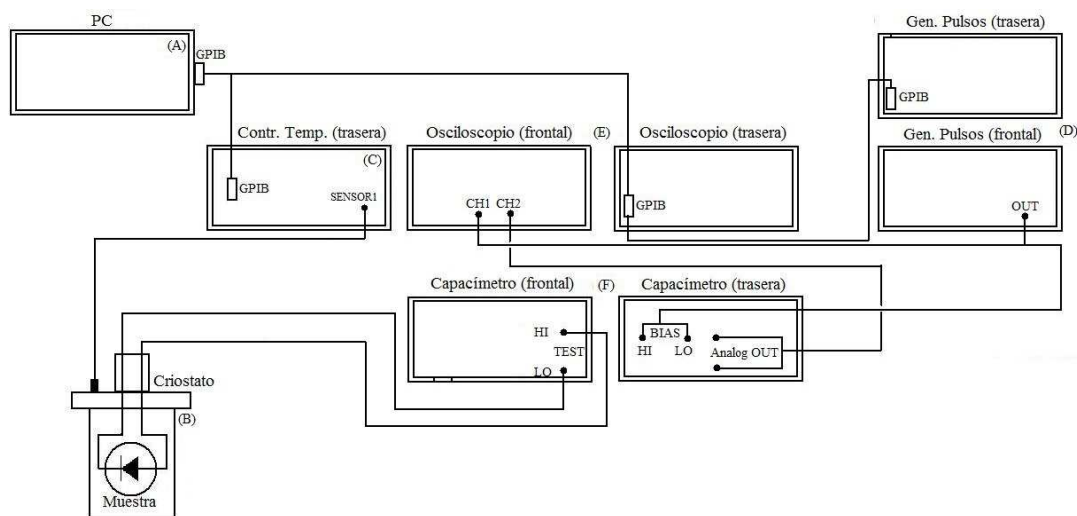 PC
(A)
GPIB
Gen. Pulsos (trasera)
GPIB
Contr. Temp. (trasera)
(C)
GPIB
SENSOR1
Osciloscopio (frontal)
(E)
CH1 CH2
Osciloscopio (trasera)
GPIB
Gen. Pulsos (frontal)
(D)
OUT
Capacímetro (frontal)
(F)
HI
TEST
LO
Capacímetro (trasera)
BIAS
HI LO
Analog OUT
Criostato
(B)
Muestra